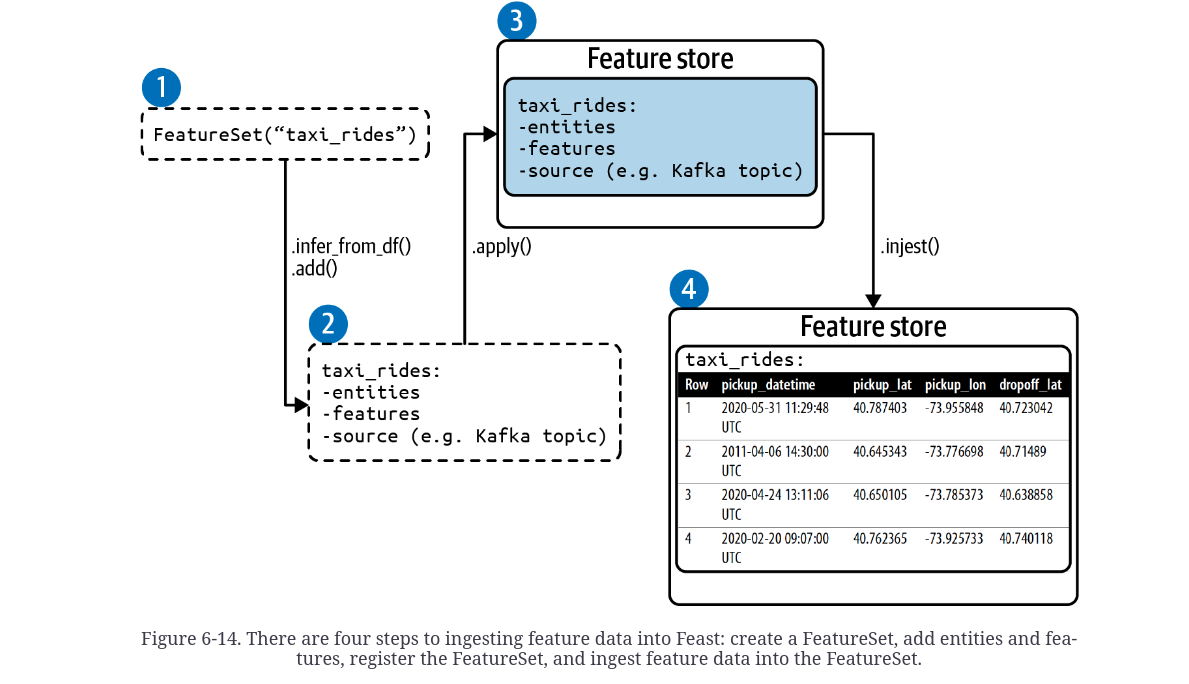 1
FeatureSet(“taxi_rides”)
.infer_from_df()
.add()
2
taxi_rides:
-entities
-features
-source (e.g. Kafka topic)
.apply()
3
Feature store
taxi_rides:
-entities
-features
-source (e.g. Kafka topic)
.injest()
4
Feature store
taxi_rides:
Row pickup_datetime pickup_lat pickup_lon dropoff_lat
1 2020-05-31 11:29:48 40.787403 -73.955848 40.723042
UTC
2 2011-04-06 14:30:00 40.645343 -73.776698 40.71489
UTC
3 2020-04-24 13:11:06 40.650105 -73.785373 40.638858
UTC
4 2020-02-20 09:07:00 40.762365 -73.925733 40.740118
UTC
Figure 6-14. There are four steps to ingesting feature data into Feast: create a FeatureSet, add entities and fea-
tures, register the FeatureSet, and ingest feature data into the FeatureSet.